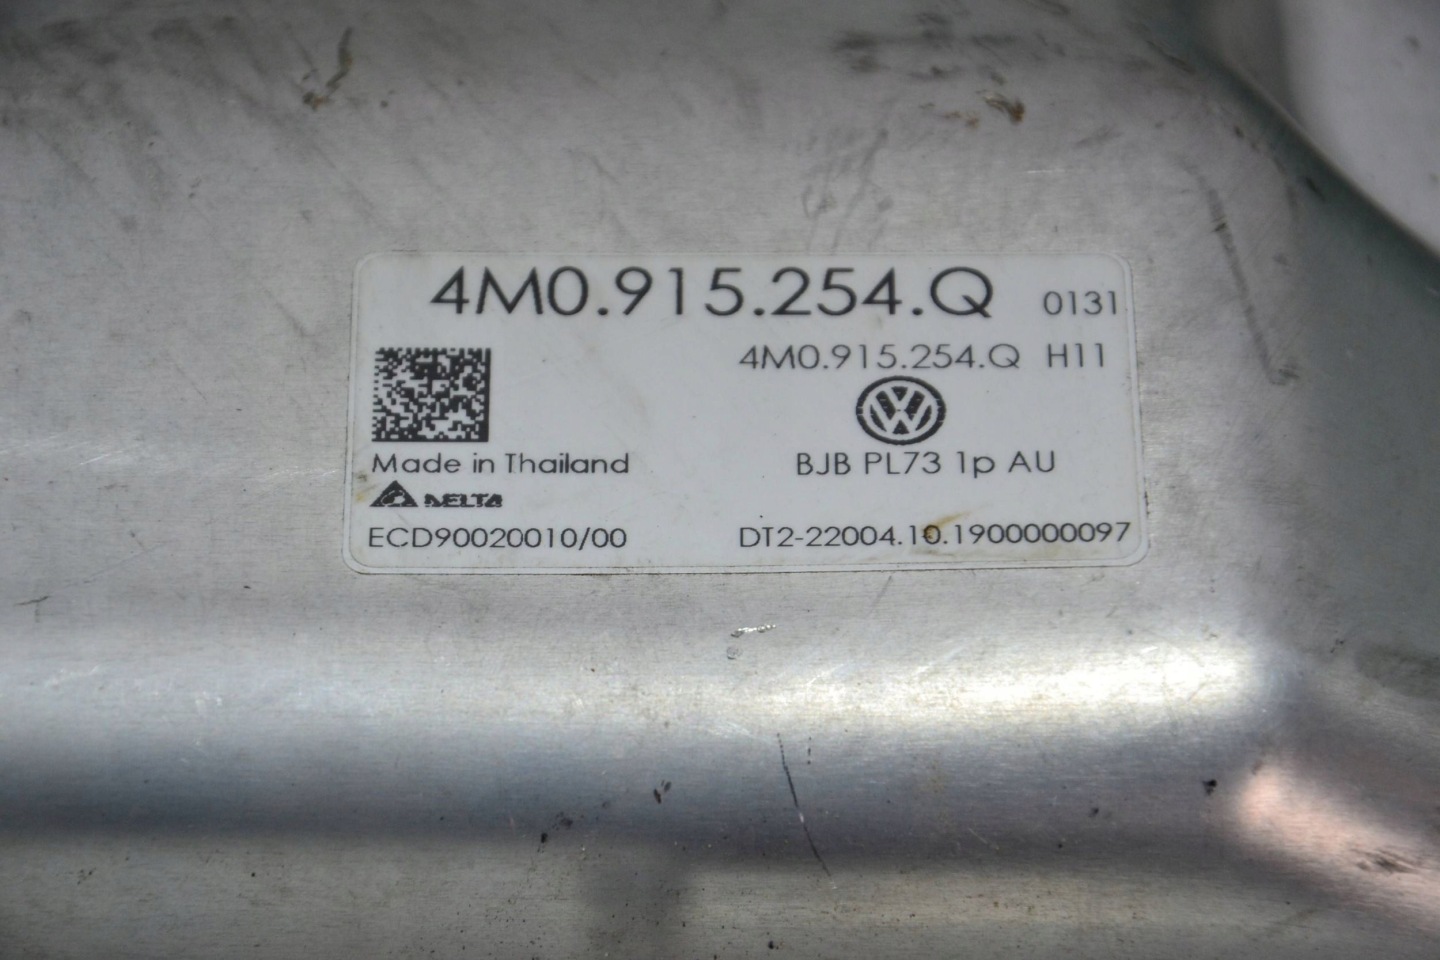 4M0.915.254.Q 0131
4M0.915.254.Q H11
Made in Thailand
BJB PL73 1p AU
DELTA
ECD90020010/00
DT2-22004.10.1900000097